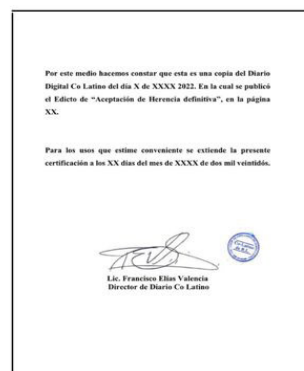 Por este medio hacemos constar que esta es una copia del Diario
Digital Co Latino del día X de XXXX 2022. En la cual se publicó
el Edicto de “Aceptación de Herencia definitiva”, en la página
XX.
Para los usos que estime conveniente se extiende la presente
certificación a los XX días del mes de XXXX de dos mil veintidós.
Lic. Francisco Elías Valencia
Director de Diario Co Latino